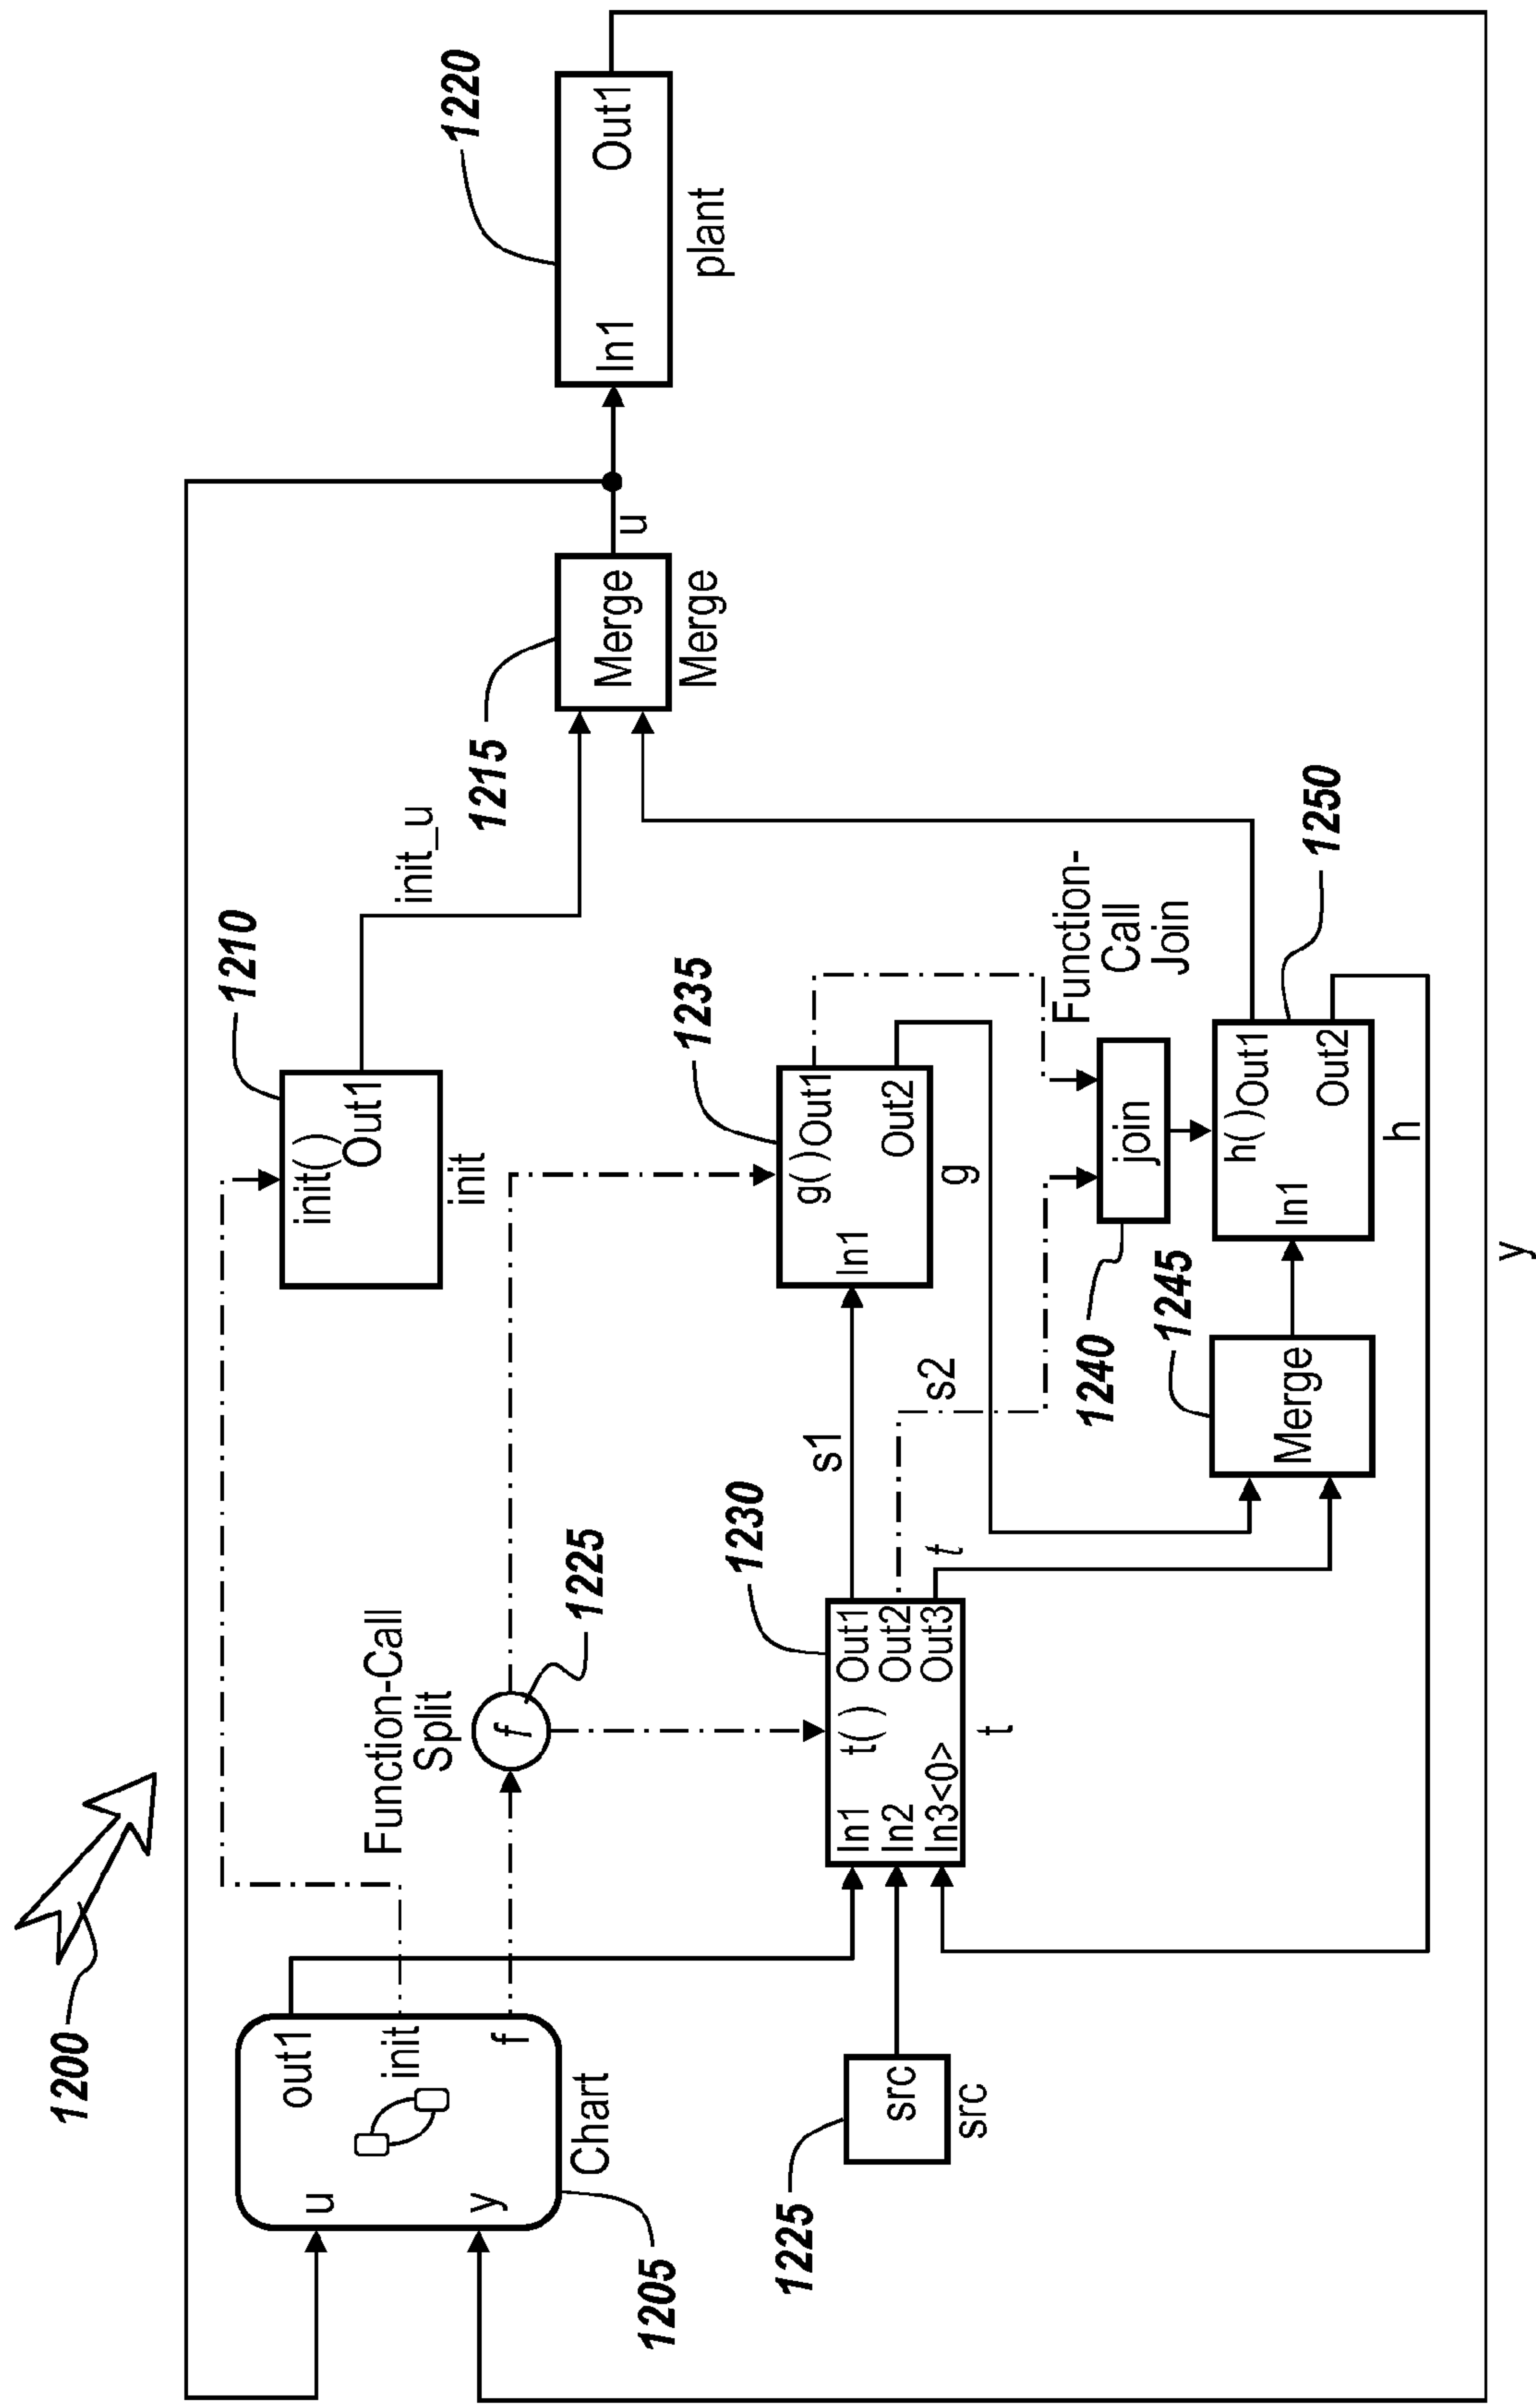 1200
u
y
out1
init
f
Chart
1205
init()
Out1
init
1210
init_u
Merge
u
Merge
1215
In1
Out1
plant
1220
Function-Call
Split
f
1225
src
src
1225
In1
In2
In3<0>
t()
Out1
Out2
Out3
t
1230
s1
s2
t
In1
g()
Out1
Out2
g
1235
Function-
Call
Join
join
1240
Merge
1245
In1
h()
Out1
Out2
h
1250
y